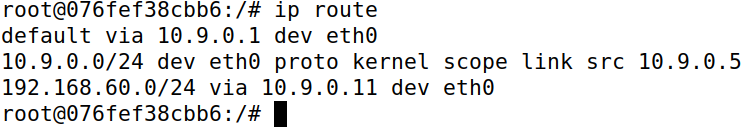 root@076fef38cbb6:/# ip route
default via 10.9.0.1 dev eth0
10.9.0.0/24 dev eth0 proto kernel scope link src 10.9.0.5
192.168.60.0/24 via 10.9.0.11 dev eth0
root@076fef38cbb6:/#